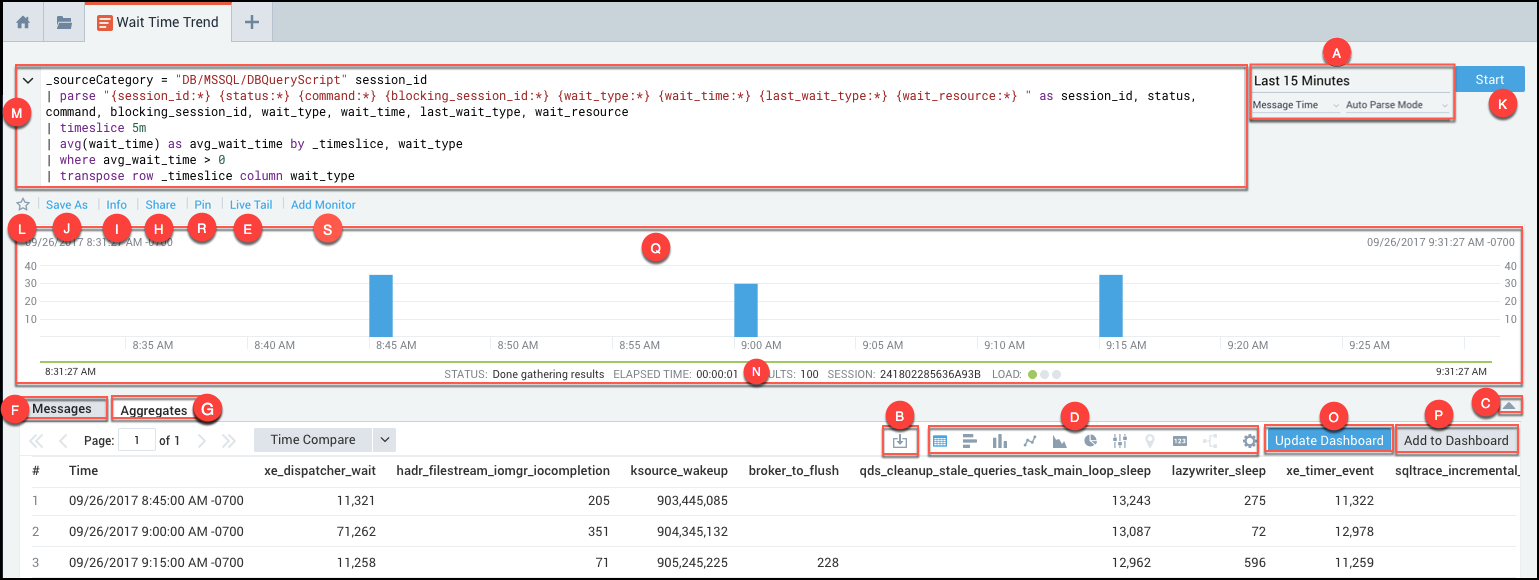 Wait Time Trend
A
_sourceCategory = "DB/MSSQL/DBQueryScript" session_id
Last 15 Minutes
Start
| parse "{session_id:*} {status:*} {command:*} {blocking_session_id:*} {wait_type:*} {wait_time:*} {last_wait_type:*} {wait_resource:*} " as session_id, status,
Message Time Auto Parse Mode
M
K
command, blocking_session_id, wait_type, wait_time, last_wait_type, wait_resource
| timeslice 5m
| avg(wait_time) as avg_wait_time by _timeslice, wait_type
| where avg_wait_time > 0
| transpose row _timeslice column wait_type
Save As Info Share Pin Live Tail Add Monitor
L J I H R E S
Q
09/26/2017 8:31:27 AM -0700 09/26/2017 9:31:27 AM -0700
40 40
30 30
20 20
10 10
8:35 AM 8:40 AM 8:45 AM 8:50 AM 8:55 AM 9:00 AM 9:05 AM 9:10 AM 9:15 AM 9:20 AM 9:25 AM
8:31:27 AM STATUS: Done gathering results ELAPSED TIME: 00:00:01 N ULTS: 100 SESSION: 241802285636A93B LOAD: 9:31:27 AM
F Messages Aggregates G C
B D O P
Page: 1 of 1 Time Compare 123 Update Dashboard Add to Dashboard
# Time xe_dispatcher_wait hadr_filestream_iomgr_iocompletion ksource_wakeup broker_to_flush qds_cleanup_stale_queries_task_main_loop_sleep lazywriter_sleep xe_timer_event sqltrace_incremental_
1 09/26/2017 8:45:00 AM -0700 11,321 205 903,445,085 13,243 275 11,322
2 09/26/2017 9:00:00 AM -0700 71,262 351 904,345,132 13,087 72 12,978
3 09/26/2017 9:15:00 AM -0700 11,258 71 905,245,225 228 12,962 596 11,259